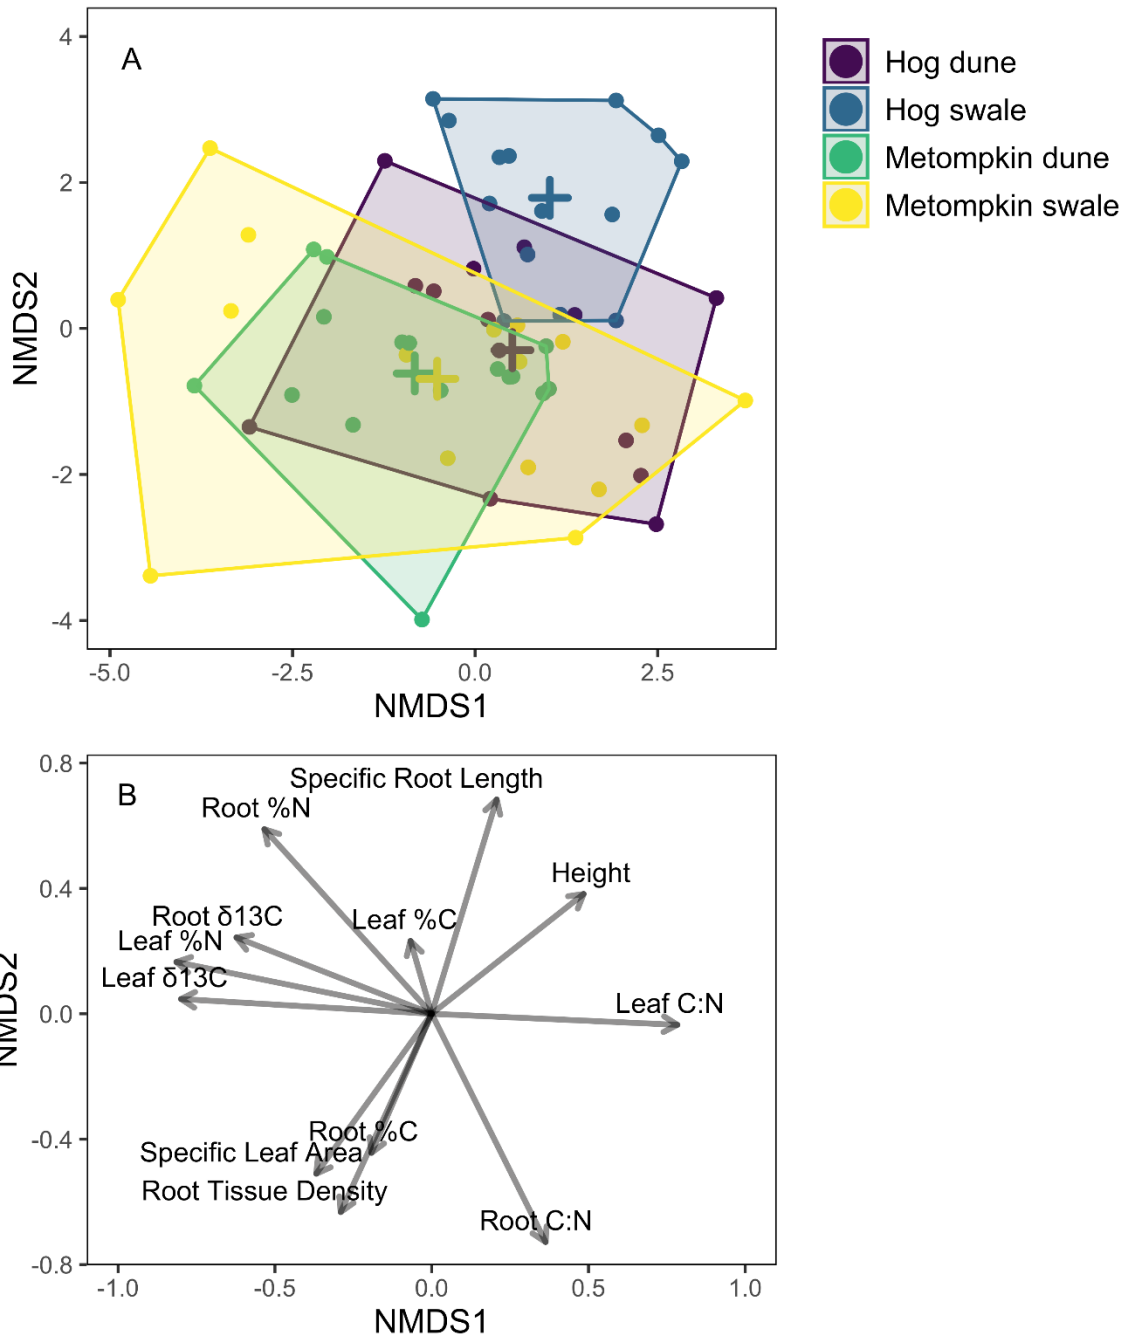 A
4
2
0
-2
-4
NMDS2
-5.0
-2.5
0.0
2.5
NMDS1
Hog dune
Hog swale
Metompkin dune
Metompkin swale
B
0.8
0.4
0.0
-0.4
-0.8
NMDS2
Specific Root Length
Root %N
Height
Root δ13C
Leaf %C
Leaf %N
Leaf δ13C
Leaf C:N
Root %C
Specific Leaf Area
Root Tissue Density
Root C:N
-1.0
-0.5
0.0
0.5
1.0
NMDS1